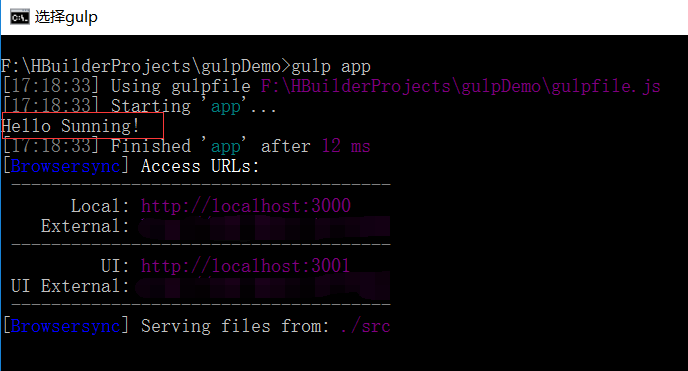 选择gulp
F:\HBuilderProjects\gulpDemo>gulp app
[17:18:33] Using gulpfile F:\HBuilderProjects\gulpDemo\gulpfile.js
[17:18:33] Starting 'app'...
Hello Sunning!
[17:18:33] Finished 'app' after 12 ms
[Browsersync] Access URLs:
--------------------------------------
Local: http://localhost:3000
External:
--------------------------------------
UI: http://localhost:3001
UI External:
--------------------------------------
[Browsersync] Serving files from: ./src